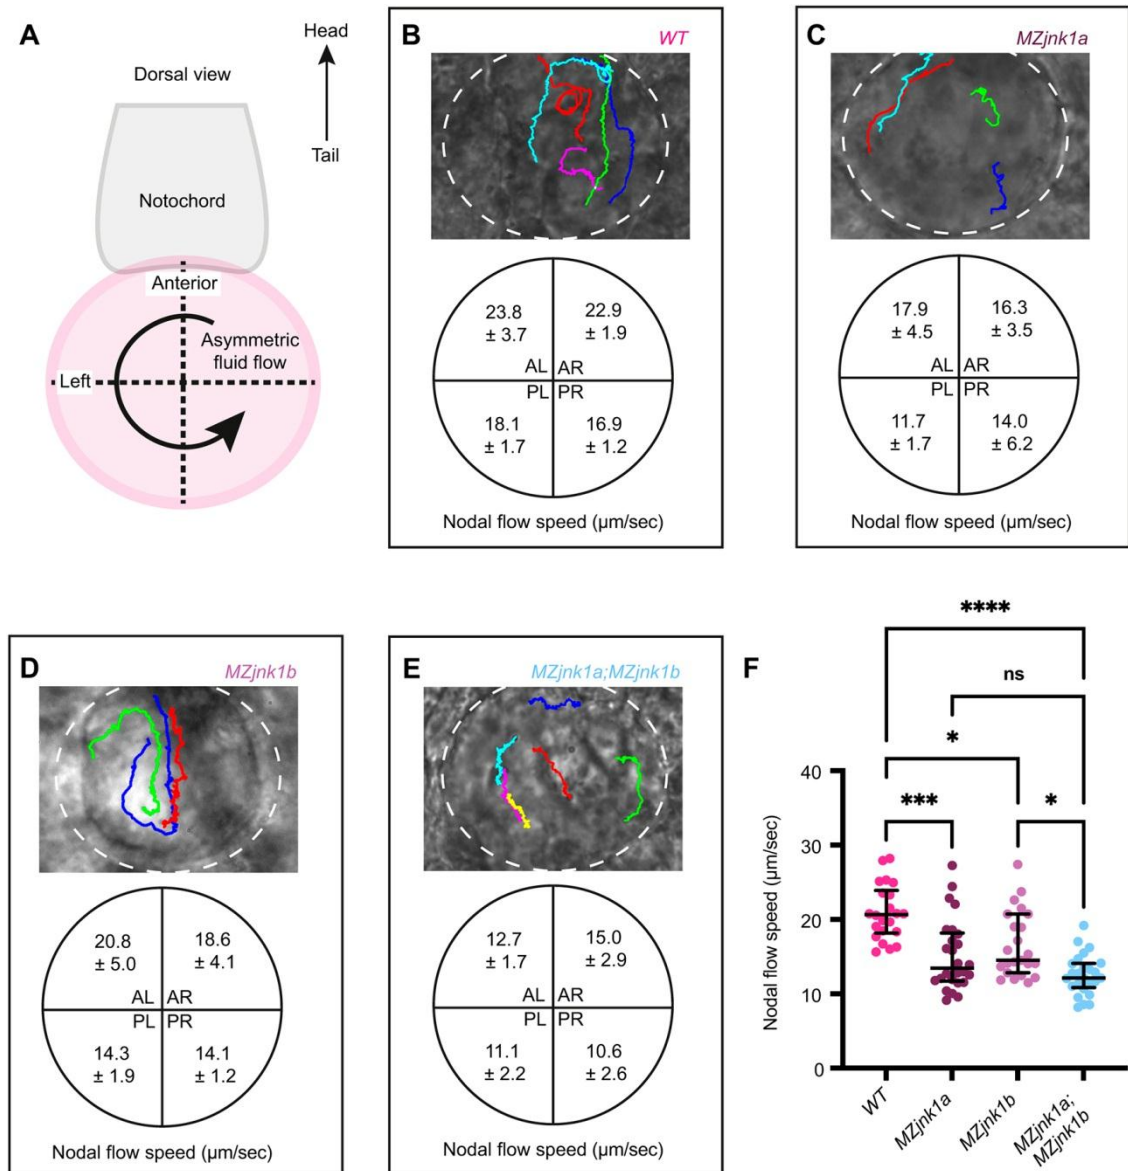 A
Head
Dorsal view
Tail
Notochord
Anterior
Asymmetric
fluid flow
Left
B
WT
23.8
± 3.7
22.9
± 1.9
AL
AR
PL
PR
18.1
± 1.7
16.9
± 1.2
Nodal flow speed (µm/sec)
C
MZjnk1a
17.9
± 4.5
16.3
± 3.5
AL
AR
PL
PR
11.7
± 1.7
14.0
± 6.2
Nodal flow speed (µm/sec)
D
MZjnk1b
20.8
± 5.0
18.6
± 4.1
AL
AR
PL
PR
14.3
± 1.9
14.1
± 1.2
Nodal flow speed (µm/sec)
E
MZjnk1a;MZjnk1b
12.7
± 1.7
15.0
± 2.9
AL
AR
PL
PR
11.1
± 2.2
10.6
± 2.6
Nodal flow speed (µm/sec)
F
****
ns
*
***
*
Nodal flow speed (µm/sec)
40
30
20
10
0
WT
MZjnk1a
MZjnk1b
MZjnk1a;
MZjnk1b